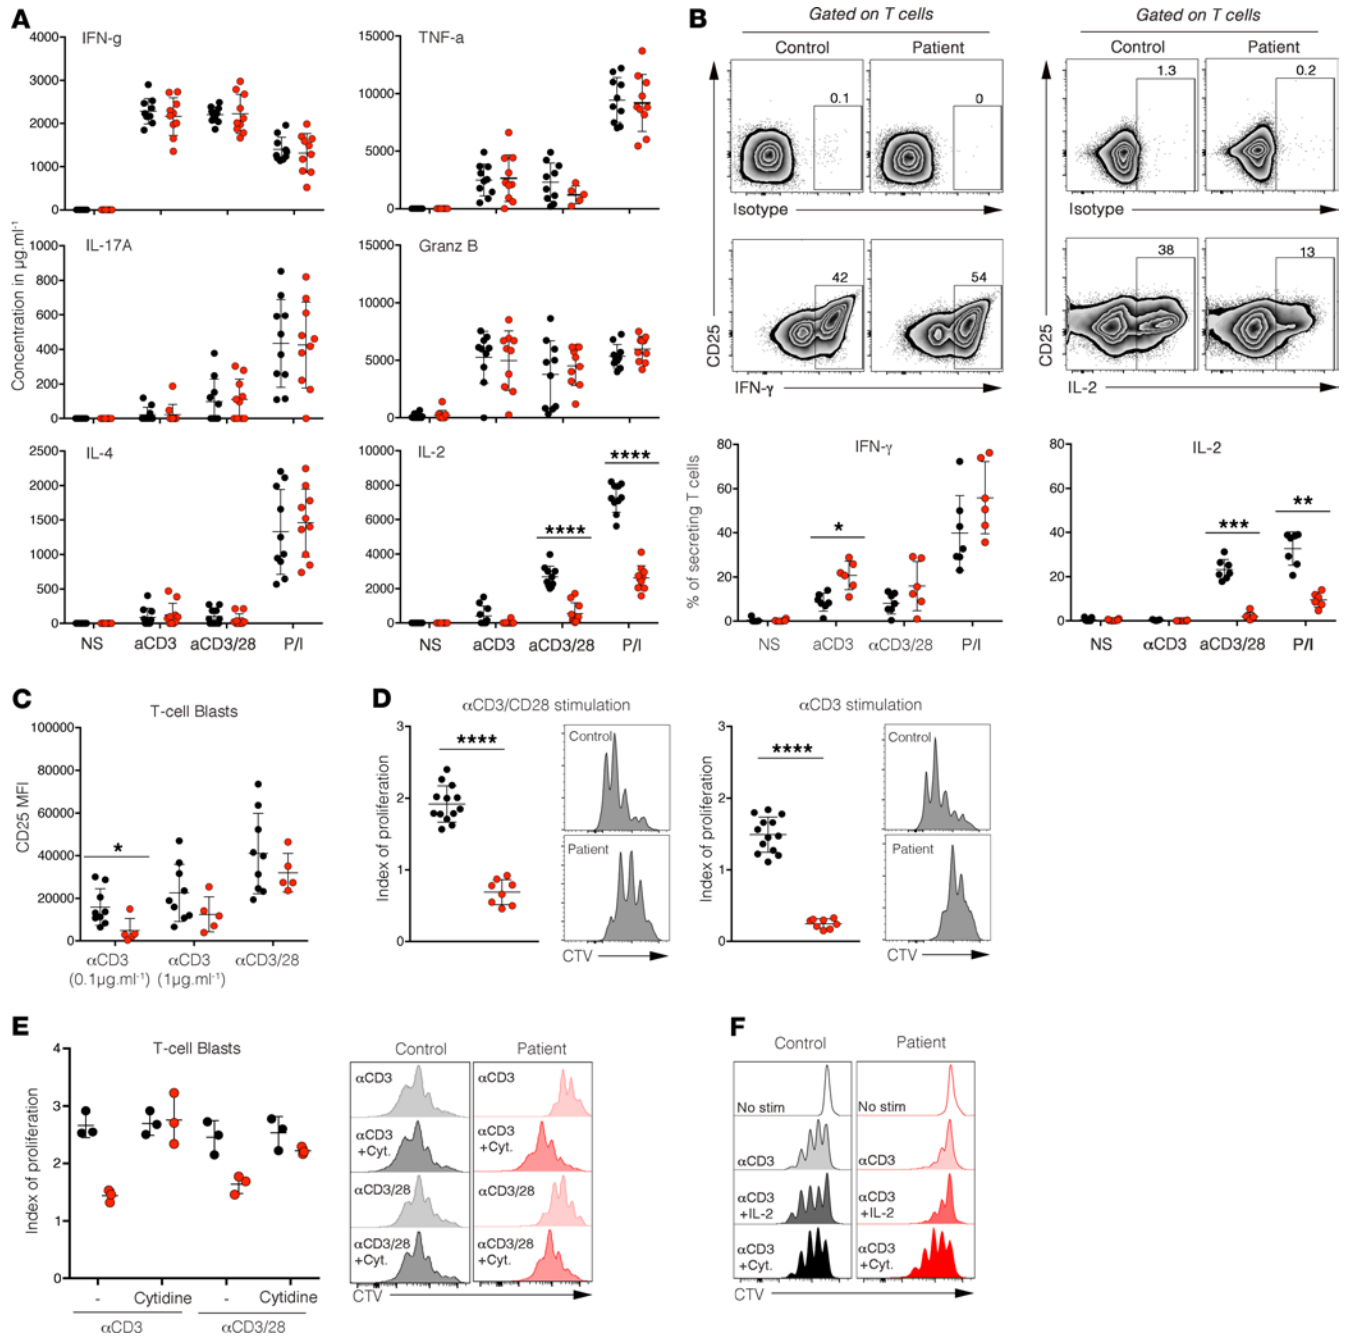 A
Concentration in µg.ml-1
IFN-g
4000
3000
2000
1000
0
TNF-a
15000
10000
5000
0
IL-17A
1000
800
600
400
200
0
Granz B
15000
10000
5000
0
IL-4
2500
2000
1500
1000
500
0
NS aCD3 aCD3/28 P/I
IL-2
10000
8000
6000
4000
2000
0
****
****
NS aCD3 aCD3/28 P/I
B
Gated on T cells
Control Patient
0.1 0
Isotype
42 54
CD25
IFN-γ
Gated on T cells
Control Patient
1.3 0.2
Isotype
38 13
CD25
IL-2
% of secreting T cells
IFN-γ
80
60
40
20
0
*
NS aCD3 αCD3/28 P/I
IL-2
80
60
40
20
0
***
**
NS αCD3 aCD3/28 P/I
C
T-cell Blasts
CD25 MFI
100000
80000
60000
40000
20000
0
*
αCD3 αCD3 αCD3/28
(0.1µg.ml-1) (1µg.ml-1)
D
αCD3/CD28 stimulation
Index of proliferation
3
2
1
0
****
Control
Patient
CTV
αCD3 stimulation
Index of proliferation
3
2
1
0
****
Control
Patient
CTV
E
T-cell Blasts
Index of proliferation
4
3
2
1
0
- Cytidine - Cytidine
αCD3 αCD3/28
Control Patient
αCD3 αCD3
αCD3 αCD3
+Cyt. +Cyt.
αCD3/28 αCD3/28
αCD3/28 αCD3/28
+Cyt. +Cyt.
CTV
F
Control Patient
No stim No stim
αCD3 αCD3
αCD3 αCD3
+IL-2 +IL-2
αCD3 αCD3
+Cyt. +Cyt.
CTV